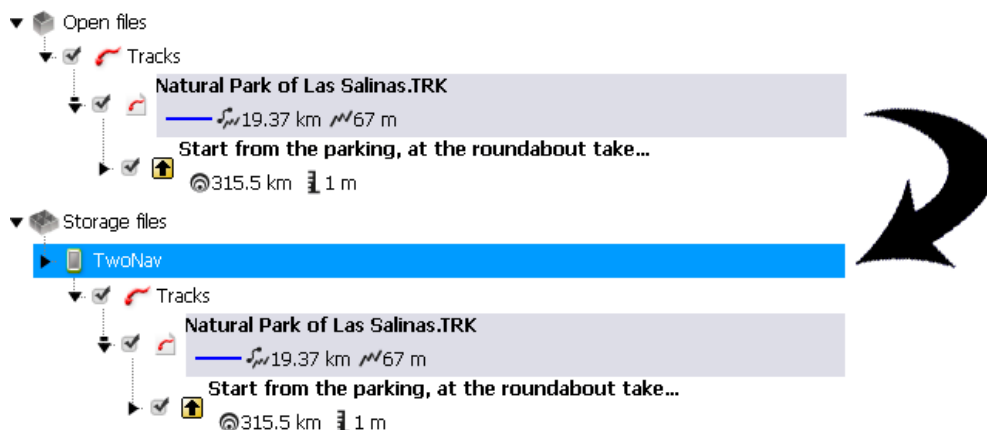 Open files
Tracks
Natural Park of Las Salinas.TRK
19.37 km 67 m
Start from the parking, at the roundabout take...
315.5 km 1 m
Storage files
TwoNav
Tracks
Natural Park of Las Salinas.TRK
19.37 km 67 m
Start from the parking, at the roundabout take...
315.5 km 1 m